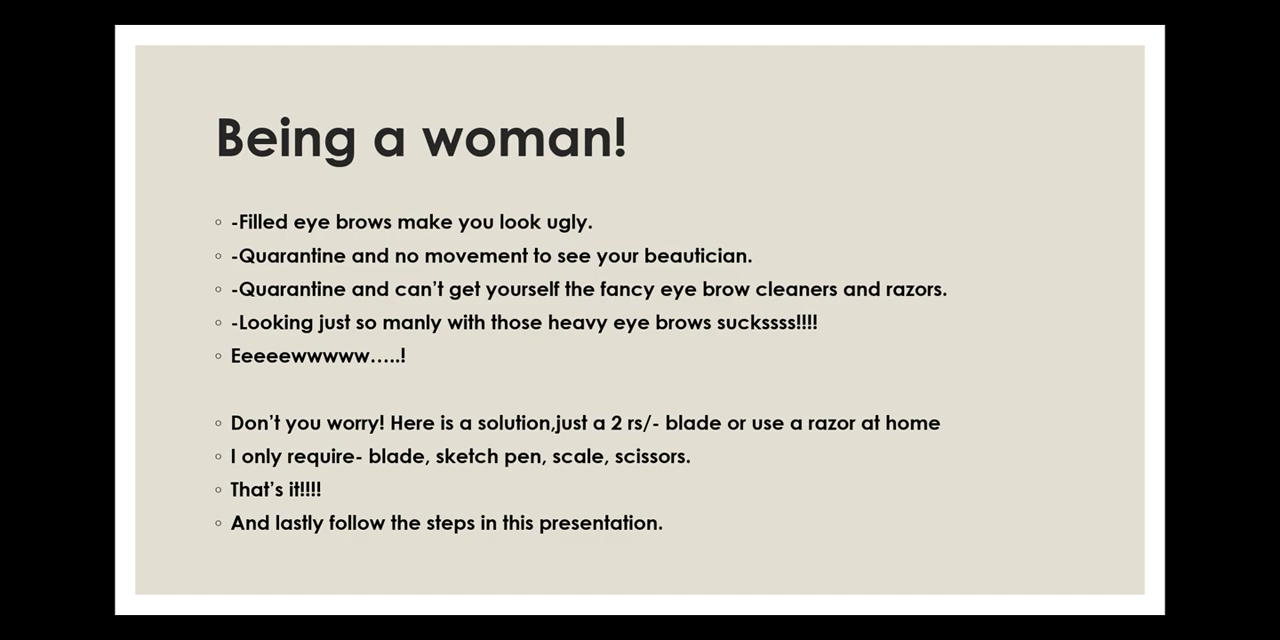 Being a woman!
-Filled eye brows make you look ugly.
-Quarantine and no movement to see your beautician.
-Quarantine and can’t get yourself the fancy eye brow cleaners and razors.
-Looking just so manly with those heavy eye brows suckssss!!!!
Eeeeewwwww…..!
Don’t you worry! Here is a solution,just a 2 rs/- blade or use a razor at home
I only require- blade, sketch pen, scale, scissors.
That’s it!!!!
And lastly follow the steps in this presentation.